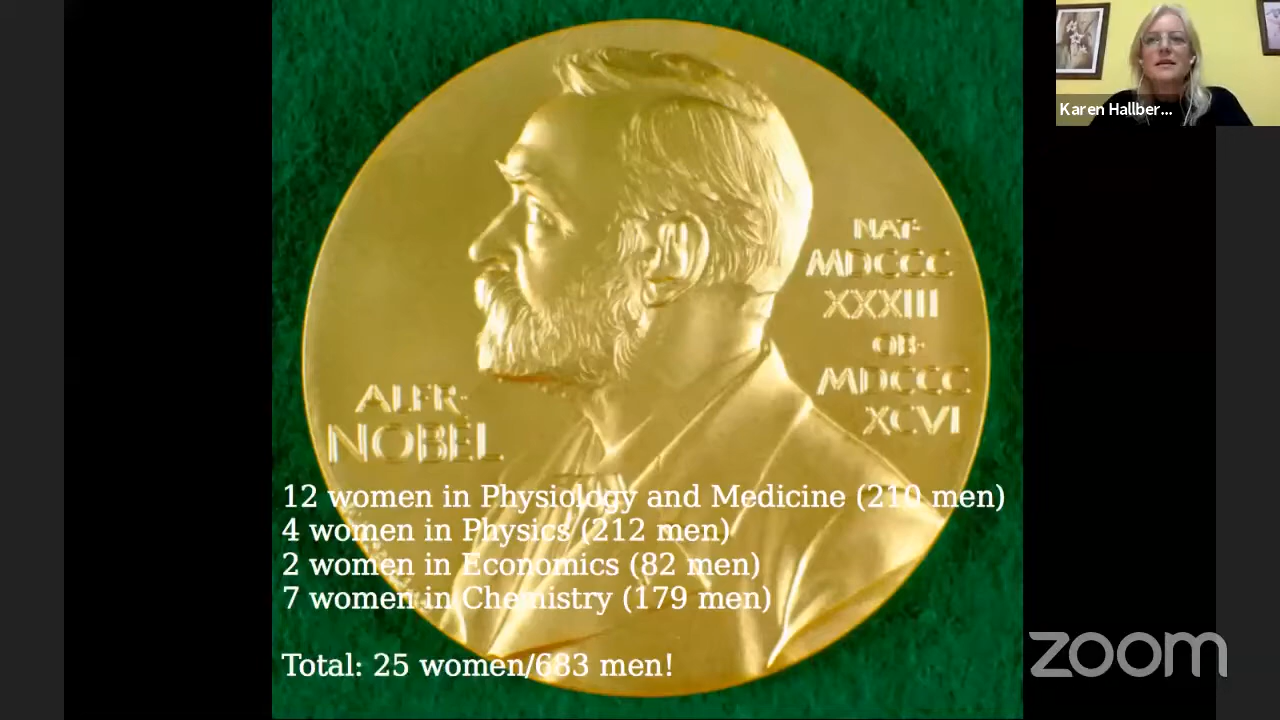 Karen Hallber...
NAT-
MDCCC
XXXIII
OB-
MDCCC
XCVI
ALFR-
NOBEL
12 women in Physiology and Medicine (210 men)
4 women in Physics (212 men)
2 women in Economics (82 men)
7 women in Chemistry (179 men)
Total: 25 women/683 men!
zoom